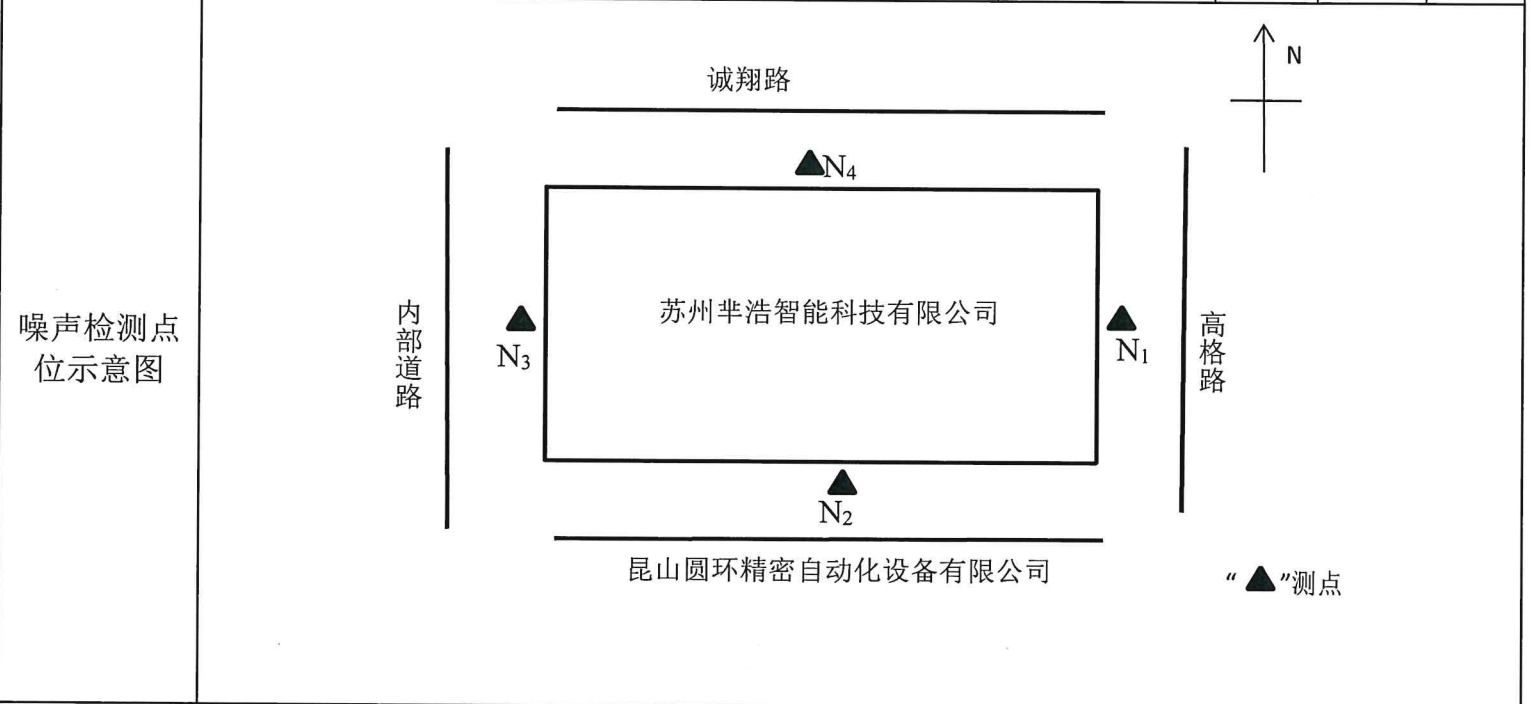 噪声检测点
位示意图
N
诚翔路
N₄
内部道路
苏州芈浩智能科技有限公司
高格路
N₃
N₁
N₂
昆山圆环精密自动化设备有限公司
“▲”测点